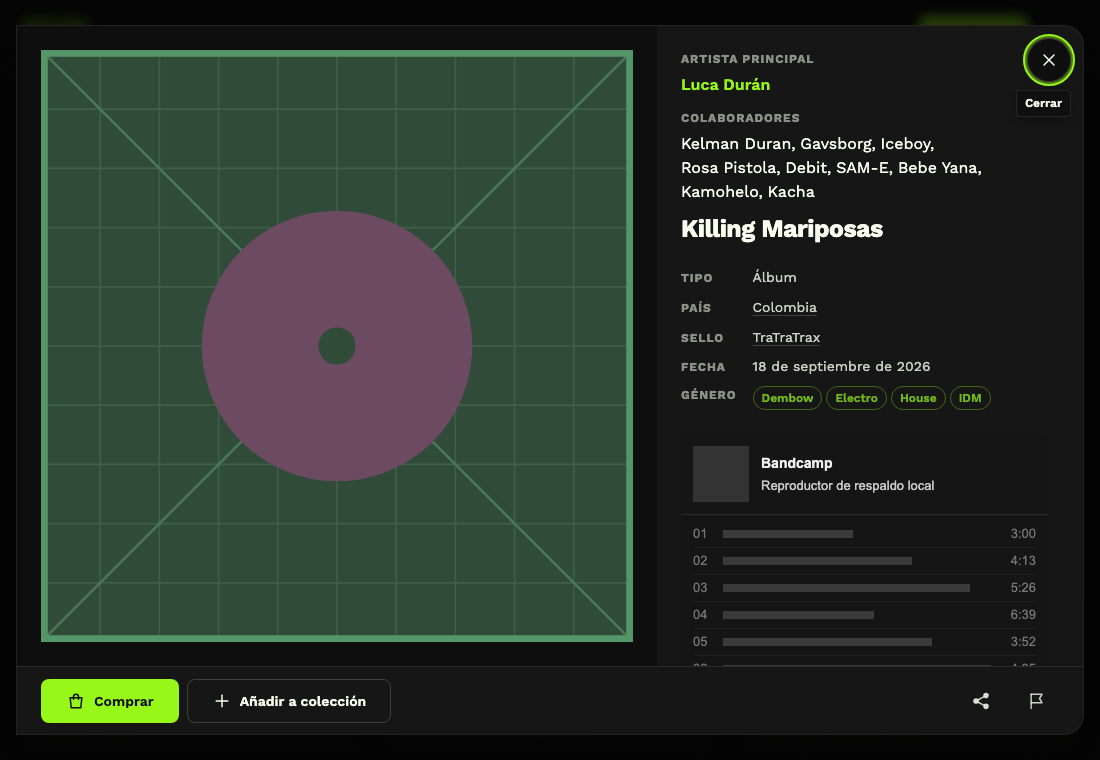 ARTISTA PRINCIPAL
Luca Durán
Cerrar
COLABORADORES
Kelman Duran, Gavsborg, Iceboy,
Rosa Pistola, Debit, SAM-E, Bebe Yana,
Kamohelo, Kacha
Killing Mariposas
TIPO Álbum
PAÍS Colombia
SELLO TraTraTrax
FECHA 18 de septiembre de 2026
GÉNERO Dembow Electro House IDM
Bandcamp
Reproductor de respaldo local
01 3:00
02 4:13
03 5:26
04 6:39
05 3:52
Comprar Añadir a colección